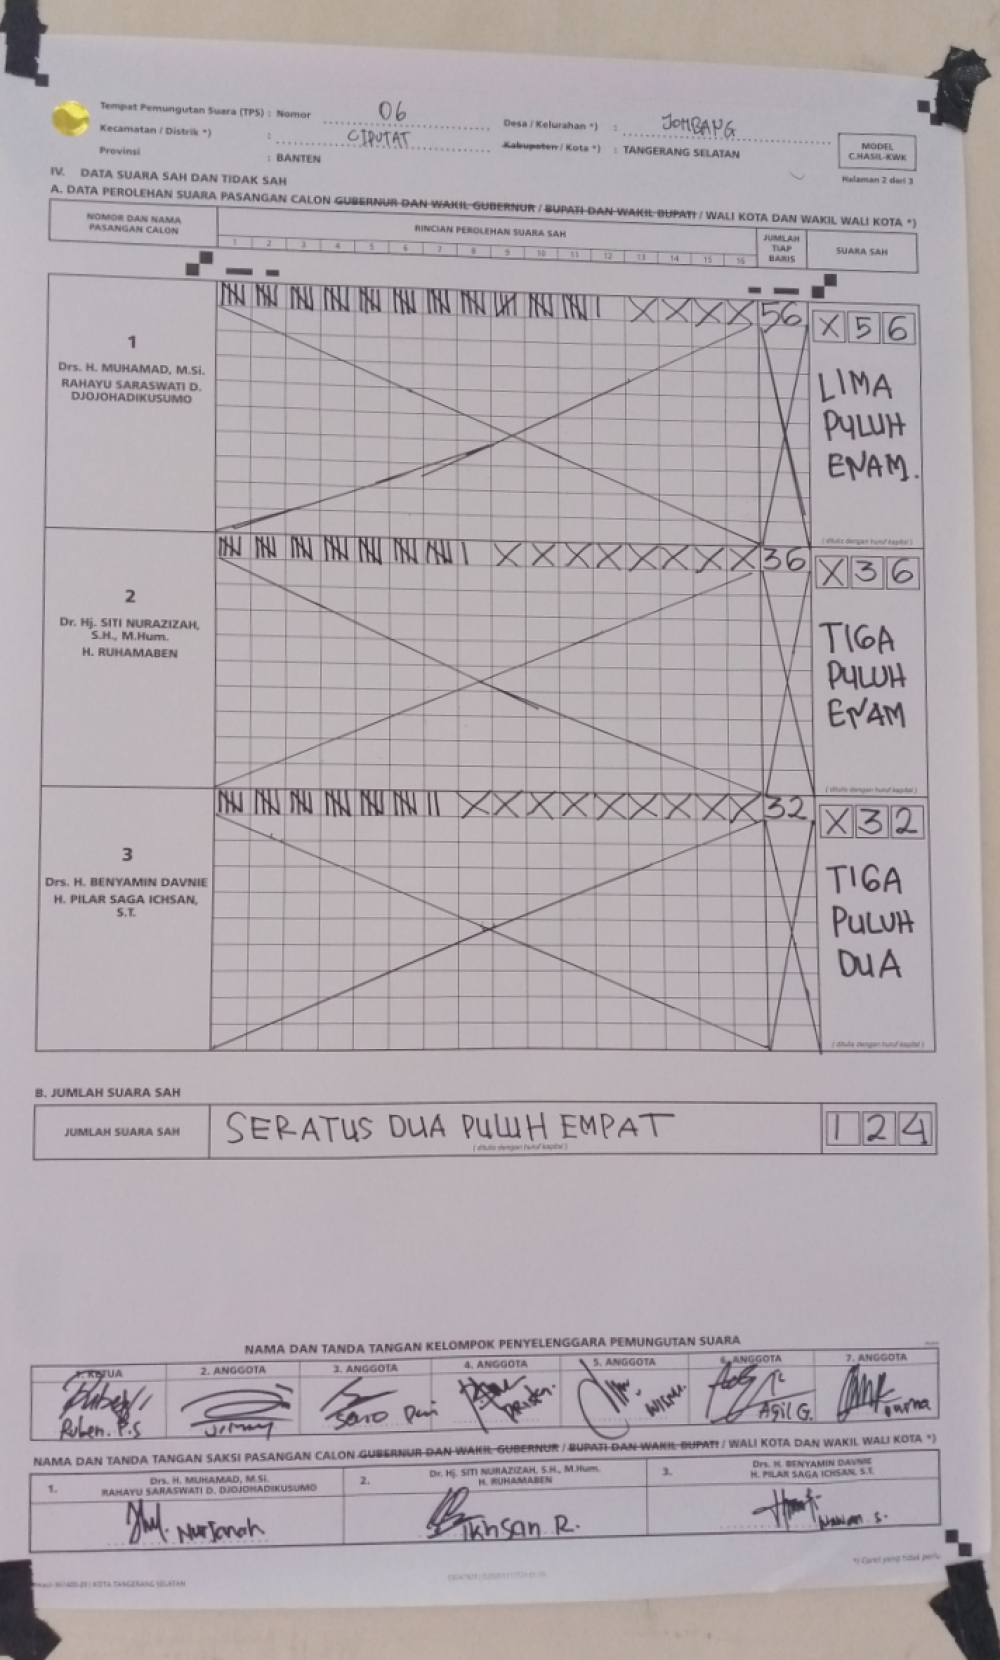 Tempat Pemungutan Suara (TPS) : Nomor 06 Desa / Kelurahan *) : JOMBANG
Kecamatan / Distrik *) : CIPUTAT Kabupaten / Kota *) : TANGERANG SELATAN
Provinsi : BANTEN
MODEL
C.HASIL-KWK
Halaman 2 dari 3
IV. DATA SUARA SAH DAN TIDAK SAH
A. DATA PEROLEHAN SUARA PASANGAN CALON GUBERNUR DAN WAKIL GUBERNUR / BUPATI DAN WAKIL BUPATI / WALI KOTA DAN WAKIL WALI KOTA *)
NOMOR DAN NAMA
PASANGAN CALON
RINCIAN PEROLEHAN SUARA SAH
1 2 3 4 5 6 7 8 9 10 11 12 13 14 15 16
JUMLAH
TIAP
BARIS
SUARA SAH
1
Drs. H. MUHAMAD, M.Si.
RAHAYU SARASWATI D.
DJOJOHADIKUSUMO
56
X 5 6
LIMA
PULUH
ENAM.
( ditulis dengan huruf kapital )
2
Dr. Hj. SITI NURAZIZAH,
S.H., M.Hum.
H. RUHAMABEN
36
X 3 6
TIGA
PULUH
ENAM
( ditulis dengan huruf kapital )
3
Drs. H. BENYAMIN DAVNIE
H. PILAR SAGA ICHSAN,
S.T.
32
X 3 2
TIGA
PULUH
DUA
( ditulis dengan huruf kapital )
B. JUMLAH SUARA SAH
JUMLAH SUARA SAH
SERATUS DUA PULUH EMPAT
( ditulis dengan huruf kapital )
1 2 4
NAMA DAN TANDA TANGAN KELOMPOK PENYELENGGARA PEMUNGUTAN SUARA
1. KETUA 2. ANGGOTA 3. ANGGOTA 4. ANGGOTA 5. ANGGOTA 6. ANGGOTA 7. ANGGOTA
Ruben. P.S Agil G.
NAMA DAN TANDA TANGAN SAKSI PASANGAN CALON GUBERNUR DAN WAKIL GUBERNUR / BUPATI DAN WAKIL BUPATI / WALI KOTA DAN WAKIL WALI KOTA *)
1. Drs. H. MUHAMAD, M.Si.
RAHAYU SARASWATI D. DJOJOHADIKUSUMO
2. Dr. Hj. SITI NURAZIZAH, S.H., M.Hum.
H. RUHAMABEN
3. Drs. H. BENYAMIN DAVNIE
H. PILAR SAGA ICHSAN, S.T.
Nurjanah
IKhSan R.
*) Coret yang tidak perlu
KOTA TANGERANG SELATAN